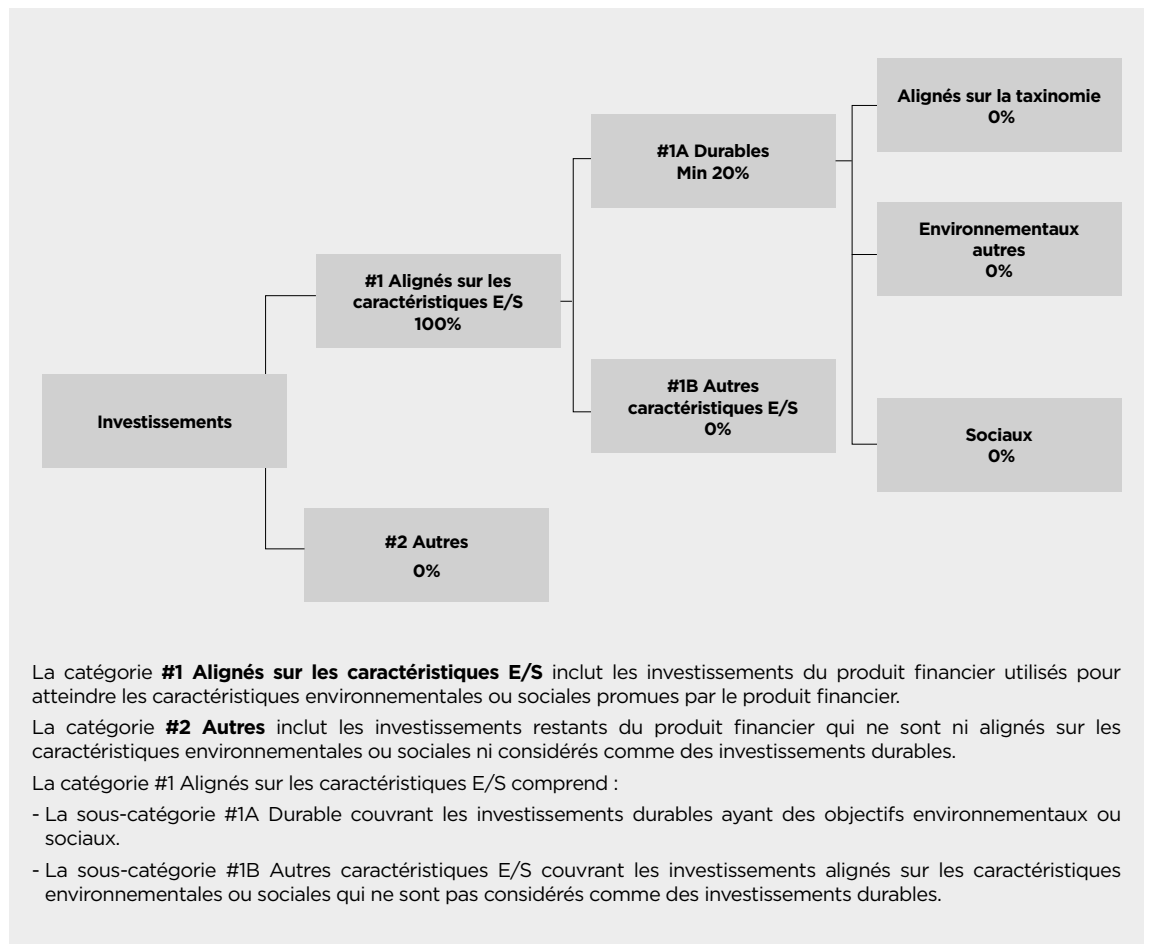 Alignés sur la taxinomie
0%
#1A Durables
Min 20%
Environnementaux
autres
0%
#1 Alignés sur les
caractéristiques E/S
100%
#1B Autres
caractéristiques E/S
0%
Investissements
Sociaux
0%
#2 Autres
0%
La catégorie #1 Alignés sur les caractéristiques E/S inclut les investissements du produit financier utilisés pour
atteindre les caractéristiques environnementales ou sociales promues par le produit financier.
La catégorie #2 Autres inclut les investissements restants du produit financier qui ne sont ni alignés sur les
caractéristiques environnementales ou sociales ni considérés comme des investissements durables.
La catégorie #1 Alignés sur les caractéristiques E/S comprend :
- La sous-catégorie #1A Durable couvrant les investissements durables ayant des objectifs environnementaux ou
sociaux.
- La sous-catégorie #1B Autres caractéristiques E/S couvrant les investissements alignés sur les caractéristiques
environnementales ou sociales qui ne sont pas considérés comme des investissements durables.